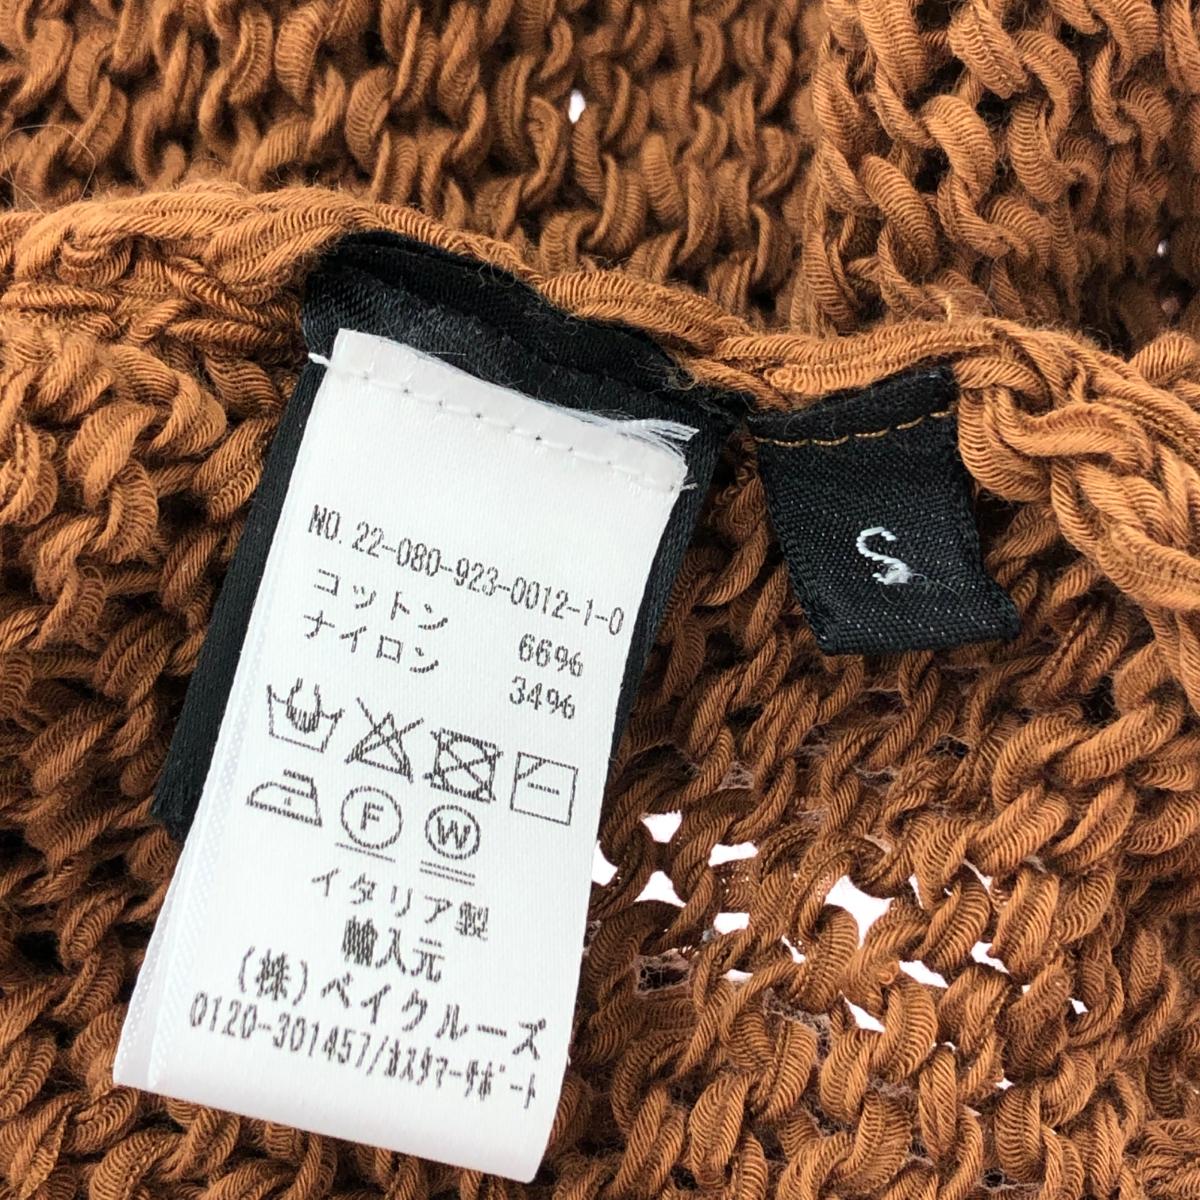 NO.22-080-923-0012-1-0
コットン 66%
ナイロン 34%
F W
イタリア製
輸入元
(株)ベイクルーズ
0120-301457/ｶｽﾀﾏｰｻﾎﾟｰﾄ
S